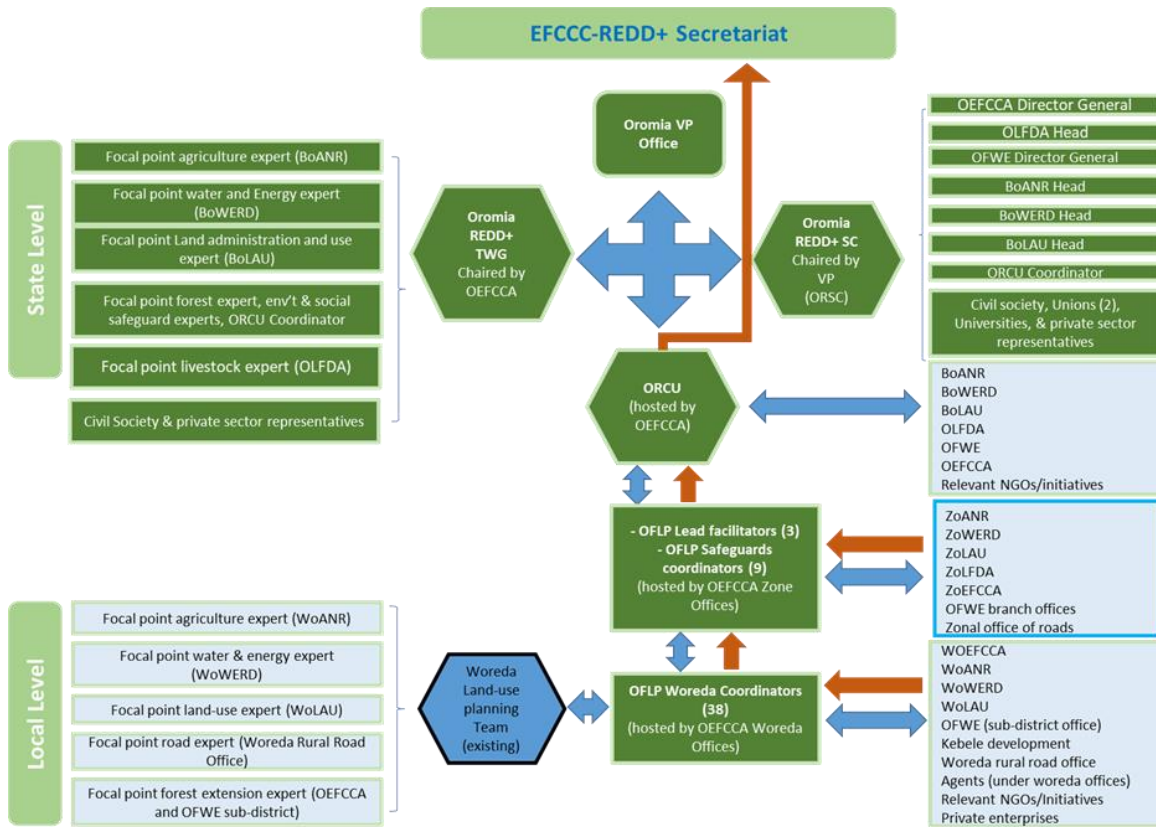 EFCCC-REDD+ Secretariat
State Level
Focal point agriculture expert (BoANR)
Focal point water and Energy expert
(BoWERD)
Focal point Land administration and use
expert (BoLAU)
Focal point forest expert, env't & social
safeguard experts, ORCU Coordinator
Focal point livestock expert (OLFDA)
Civil Society & private sector representatives
Oromia
REDD+
TWG
Chaired by
OEFCCA
Oromia VP
Office
Oromia
REDD+ SC
Chaired by
VP
(ORSC)
OEFCCA Director General
OLFDA Head
OFWE Director General
BoANR Head
BoWERD Head
BoLAU Head
ORCU Coordinator
Civil society, Unions (2),
Universities, & private sector
representatives
ORCU
(hosted by
OEFCCA)
BoANR
BoWERD
BoLAU
OLFDA
OFWE
OEFCCA
Relevant NGOs/initiatives
- OFLP Lead facilitators (3)
- OFLP Safeguards
coordinators (9)
(hosted by OEFCCA Zone
Offices)
ZoANR
ZoWERD
ZoLAU
ZoLFDA
ZoEFCCA
OFWE branch offices
Zonal office of roads
Local Level
Focal point agriculture expert (WoANR)
Focal point water & energy expert
(WoWERD)
Focal point land-use expert (WoLAU)
Focal point road expert (Woreda Rural Road
Office)
Focal point forest extension expert (OEFCCA
and OFWE sub-district)
Woreda
Land-use
planning
Team
(existing)
OFLP Woreda Coordinators
(38)
(hosted by OEFCCA Woreda
Offices)
WOEFCCA
WoANR
WoWERD
WoLAU
OFWE (sub-district office)
Kebele development
Woreda rural road office
Agents (under woreda offices)
Relevant NGOs/Initiatives
Private enterprises